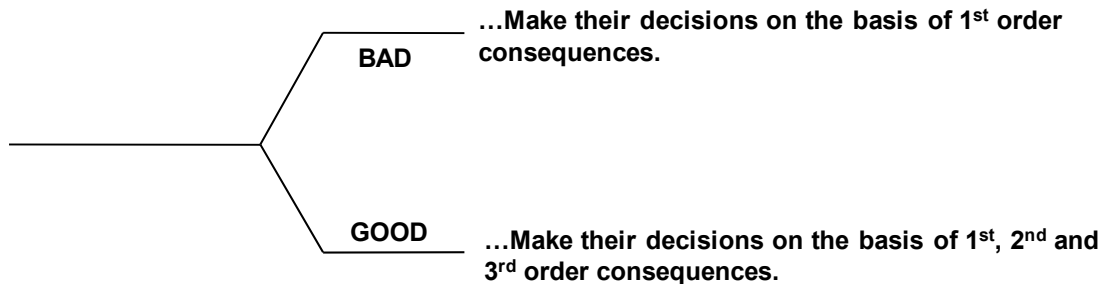 …Make their decisions on the basis of 1st order
consequences.
BAD
GOOD
…Make their decisions on the basis of 1st, 2nd and
3rd order consequences.